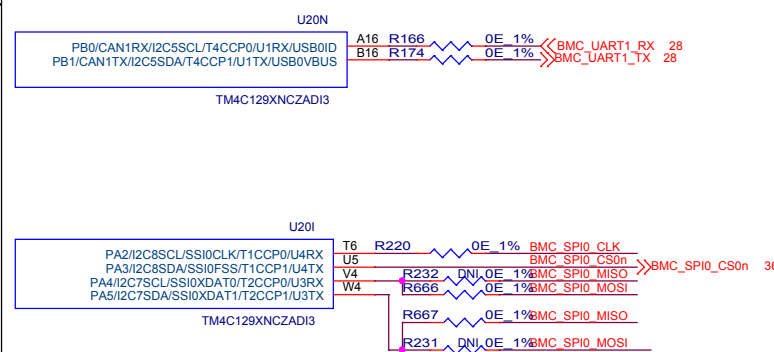 U20N
A16 R166 0E_1% BMC_UART1_RX 28
PB0/CAN1RX/I2C5SCL/T4CCP0/U1RX/USB0ID
B16 R174 0E_1% BMC_UART1_TX 28
PB1/CAN1TX/I2C5SDA/T4CCP1/U1TX/USB0VBUS
TM4C129XNCZADI3
U20I
T6 R220 0E_1% BMC_SPI0_CLK
PA2/I2C8SCL/SSI0CLK/T1CCP0/U4RX
U5 BMC_SPI0_CS0n BMC_SPI0_CS0n 36
PA3/I2C8SDA/SSI0FSS/T1CCP1/U4TX
V4 R232 DNI 0E_1% BMC_SPI0_MISO
PA4/I2C7SCL/SSI0XDAT0/T2CCP0/U3RX
W4 R666 0E_1% BMC_SPI0_MOSI
PA5/I2C7SDA/SSI0XDAT1/T2CCP1/U3TX
R667 0E_1% BMC_SPI0_MISO
TM4C129XNCZADI3
R231 DNI 0E_1% BMC_SPI0_MOSI